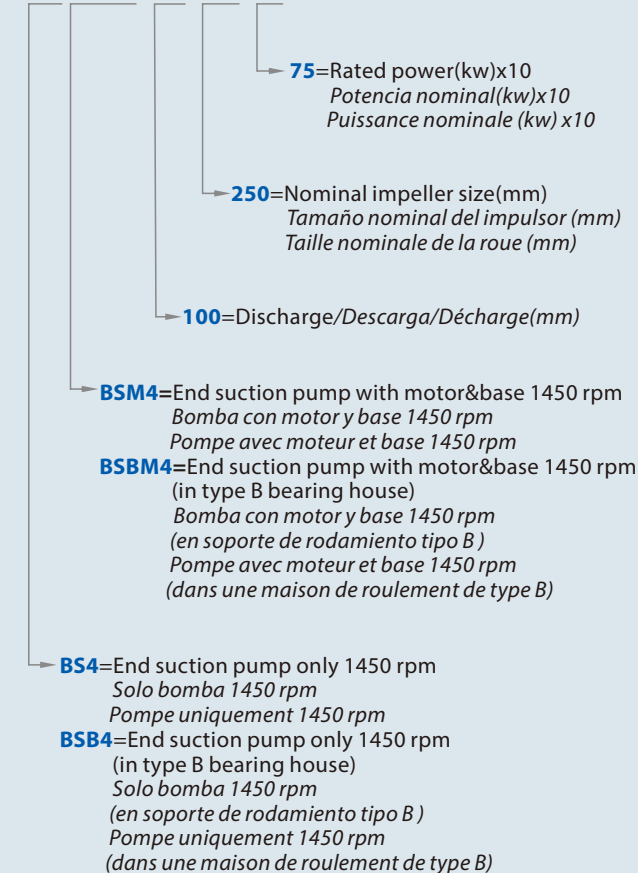 75=Rated power(kw)x10
Potencia nominal(kw)x10
Puissance nominale (kw) x10
250=Nominal impeller size(mm)
Tamaño nominal del impulsor (mm)
Taille nominale de la roue (mm)
100=Discharge/Descarga/Décharge(mm)
BSM4=End suction pump with motor&base 1450 rpm
Bomba con motor y base 1450 rpm
Pompe avec moteur et base 1450 rpm
BSBM4=End suction pump with motor&base 1450 rpm
(in type B bearing house)
Bomba con motor y base 1450 rpm
(en soporte de rodamiento tipo B )
Pompe avec moteur et base 1450 rpm
(dans une maison de roulement de type B)
BS4=End suction pump only 1450 rpm
Solo bomba 1450 rpm
Pompe uniquement 1450 rpm
BSB4=End suction pump only 1450 rpm
(in type B bearing house)
Solo bomba 1450 rpm
(en soporte de rodamiento tipo B )
Pompe uniquement 1450 rpm
(dans une maison de roulement de type B)